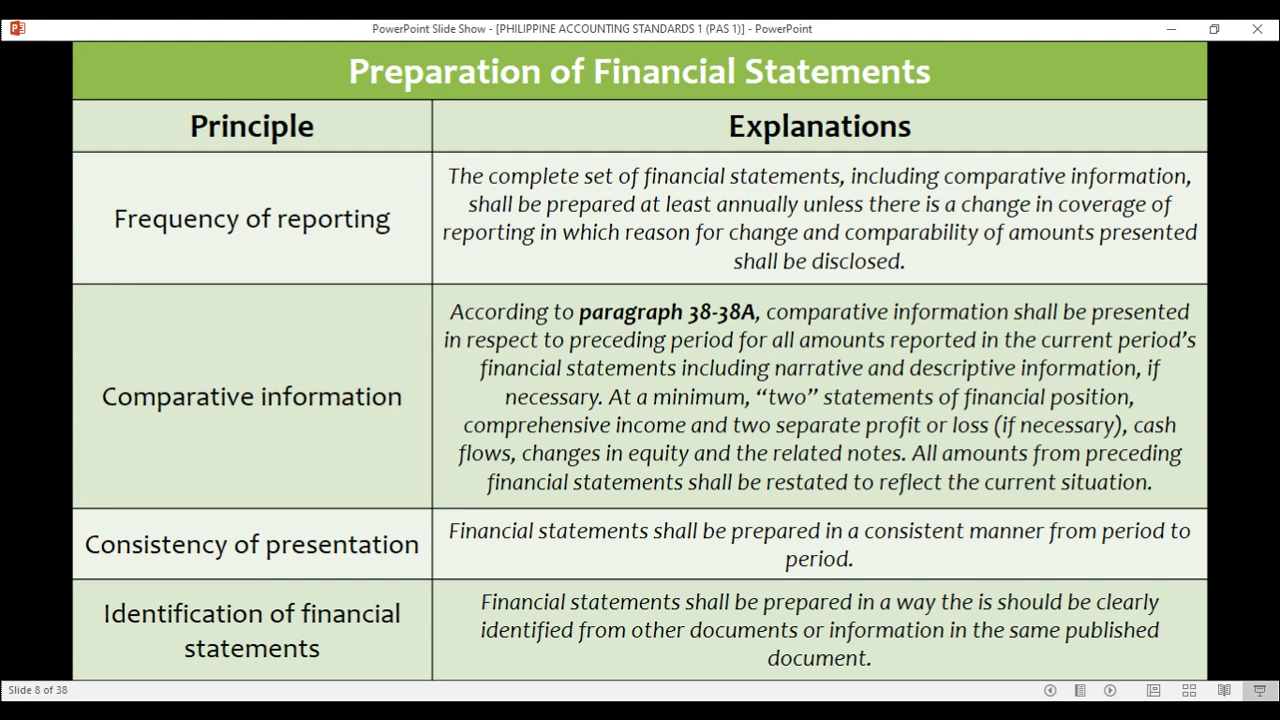 PowerPoint Slide Show - [PHILIPPINE ACCOUNTING STANDARDS 1 (PAS 1)] - PowerPoint
Preparation of Financial Statements
Principle
Explanations
Frequency of reporting
The complete set of financial statements, including comparative information,
shall be prepared at least annually unless there is a change in coverage of
reporting in which reason for change and comparability of amounts presented
shall be disclosed.
Comparative information
According to paragraph 38-38A, comparative information shall be presented
in respect to preceding period for all amounts reported in the current period’s
financial statements including narrative and descriptive information, if
necessary. At a minimum, “two” statements of financial position,
comprehensive income and two separate profit or loss (if necessary), cash
flows, changes in equity and the related notes. All amounts from preceding
financial statements shall be restated to reflect the current situation.
Consistency of presentation
Financial statements shall be prepared in a consistent manner from period to
period.
Identification of financial
statements
Financial statements shall be prepared in a way the is should be clearly
identified from other documents or information in the same published
document.
Slide 8 of 38